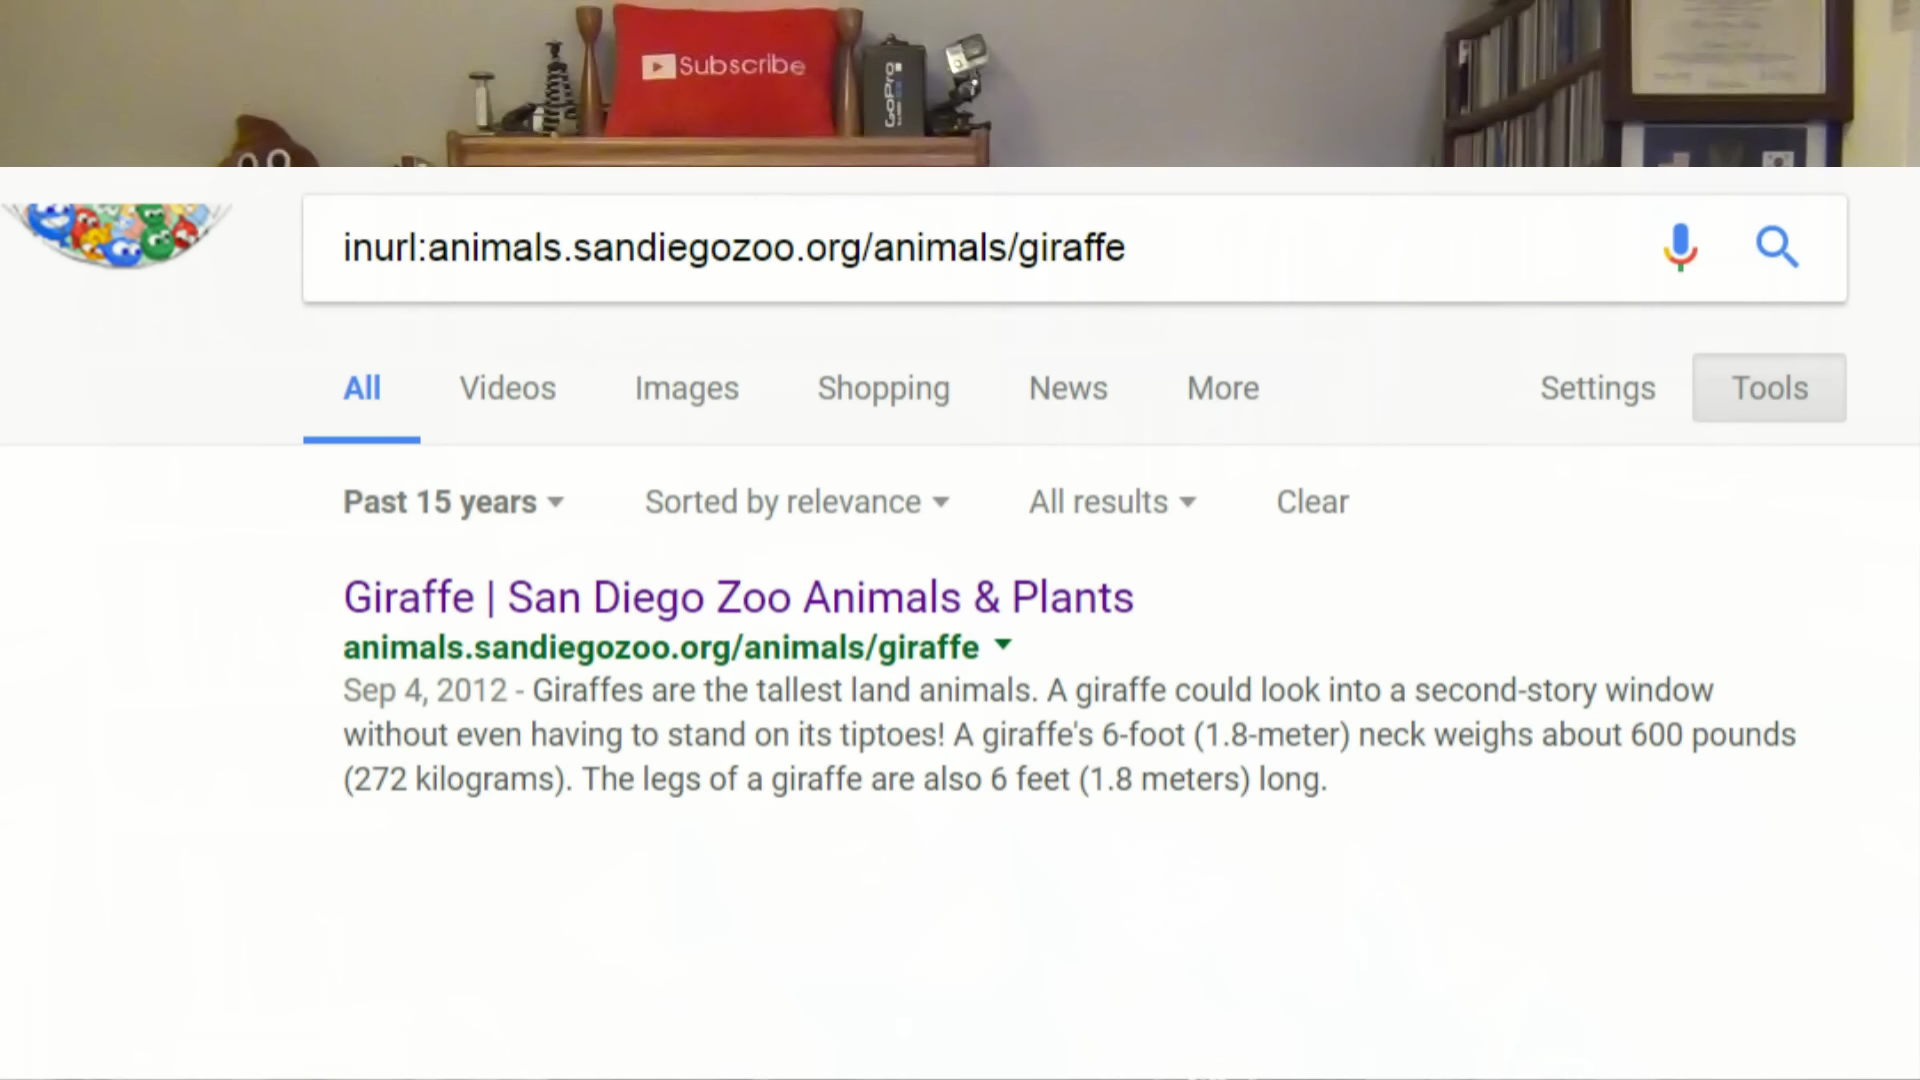 Subscribe
GoPro
inurl:animals.sandiegozoo.org/animals/giraffe
All Videos Images Shopping News More Settings Tools
Past 15 years Sorted by relevance All results Clear
Giraffe | San Diego Zoo Animals & Plants
animals.sandiegozoo.org/animals/giraffe
Sep 4, 2012 - Giraffes are the tallest land animals. A giraffe could look into a second-story window
without even having to stand on its tiptoes! A giraffe's 6-foot (1.8-meter) neck weighs about 600 pounds
(272 kilograms). The legs of a giraffe are also 6 feet (1.8 meters) long.